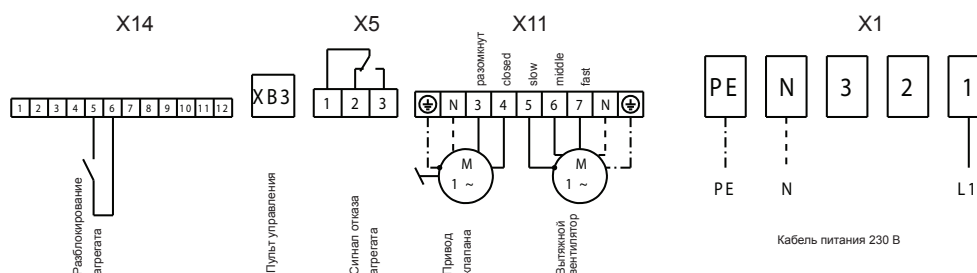 X14
X5
X11
X1
разомкнут
closed
slow
middle
fast
1 2 3 4 5 6 7 8 9 10 11 12
XB3
1 2 3
N 3 4 5 6 7 N
PE N 3 2 1
M
1 ~
M
1 ~
PE N L1
Разблокирование
агрегата
Пульт управления
Сигнал отказа
агрегата
Привод
клапана
Вытяжной
вентилятор
Кабель питания 230 В